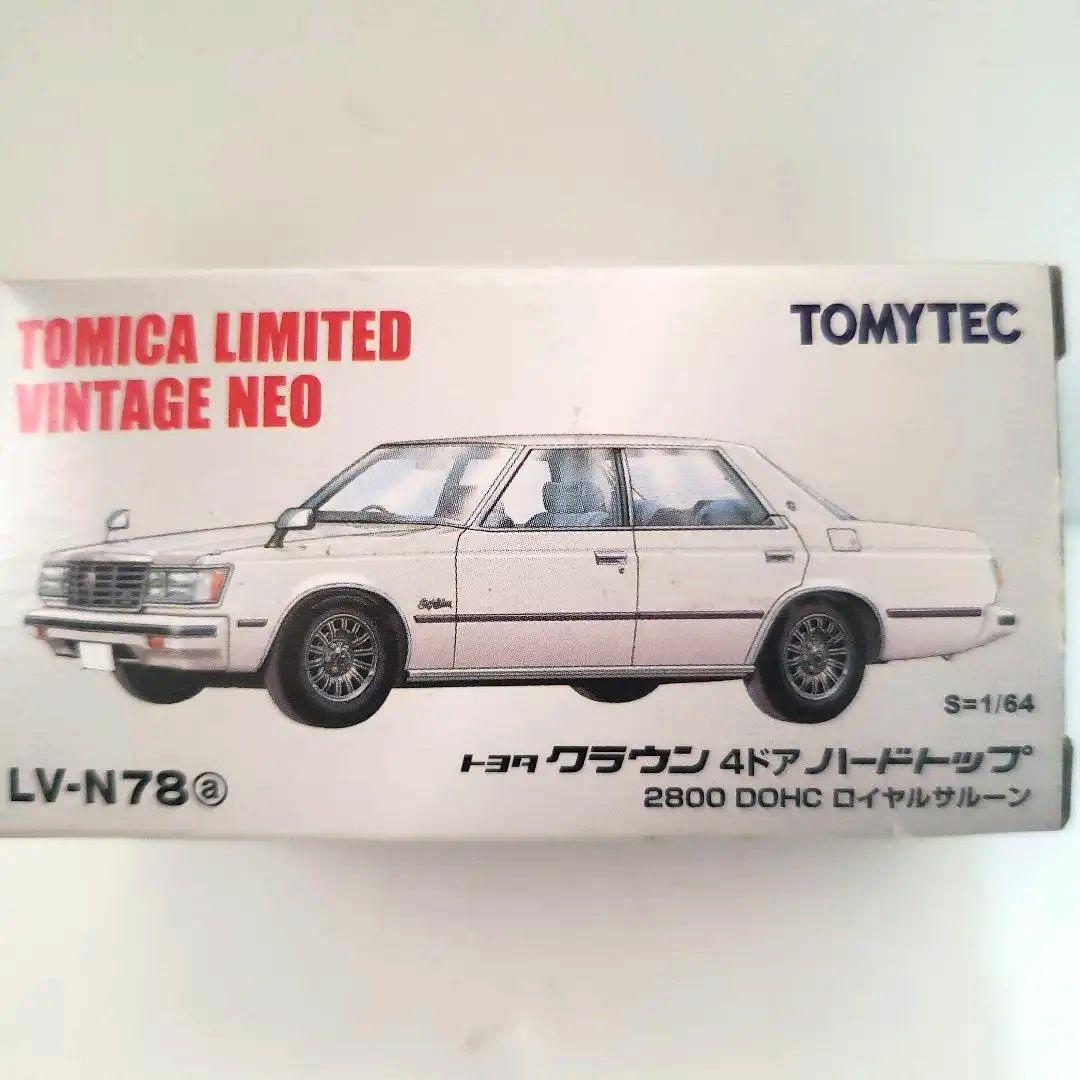 TOMICA LIMITED
VINTAGE NEO
TOMYTEC
S=1/64
LV-N78ⓐ
トヨタ クラウン 4ドア ハードトップ
2800 DOHC ロイヤルサルーン